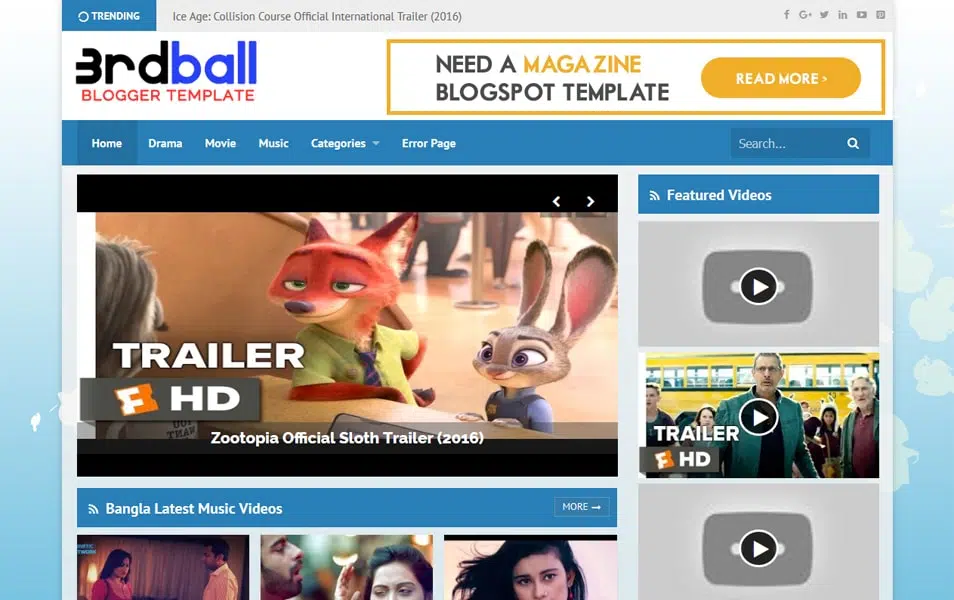 TRENDING
Ice Age: Collision Course Official International Trailer (2016)
3rdball
BLOGGER TEMPLATE
NEED A MAGAZINE
BLOGSPOT TEMPLATE
READ MORE >
Home
Drama
Movie
Music
Categories
Error Page
Search...
TRAILER
HD
Zootopia Official Sloth Trailer (2016)
Featured Videos
TRAILER
HD
Bangla Latest Music Videos
MORE